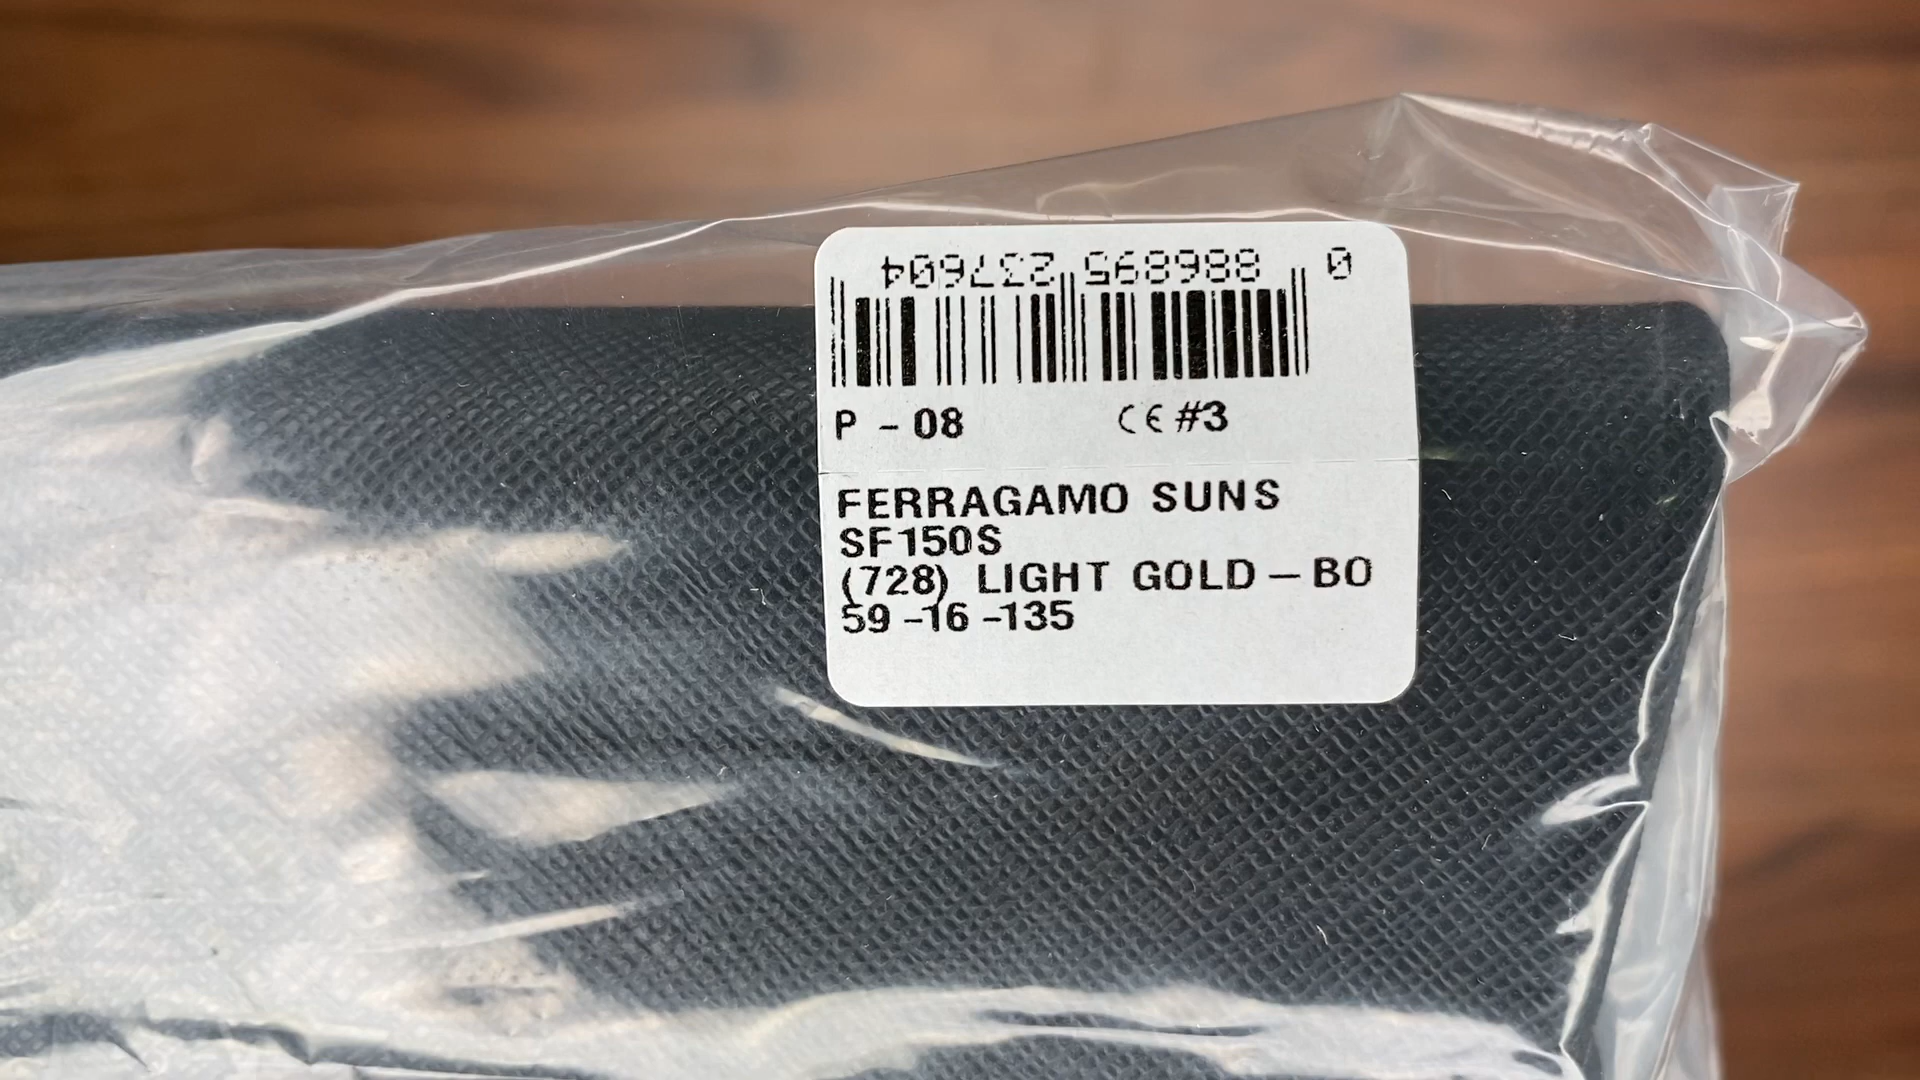 0 886895 237604
P - 08 CE #3
FERRAGAMO SUNS
SF150S
(728) LIGHT GOLD - BO
59 -16 -135